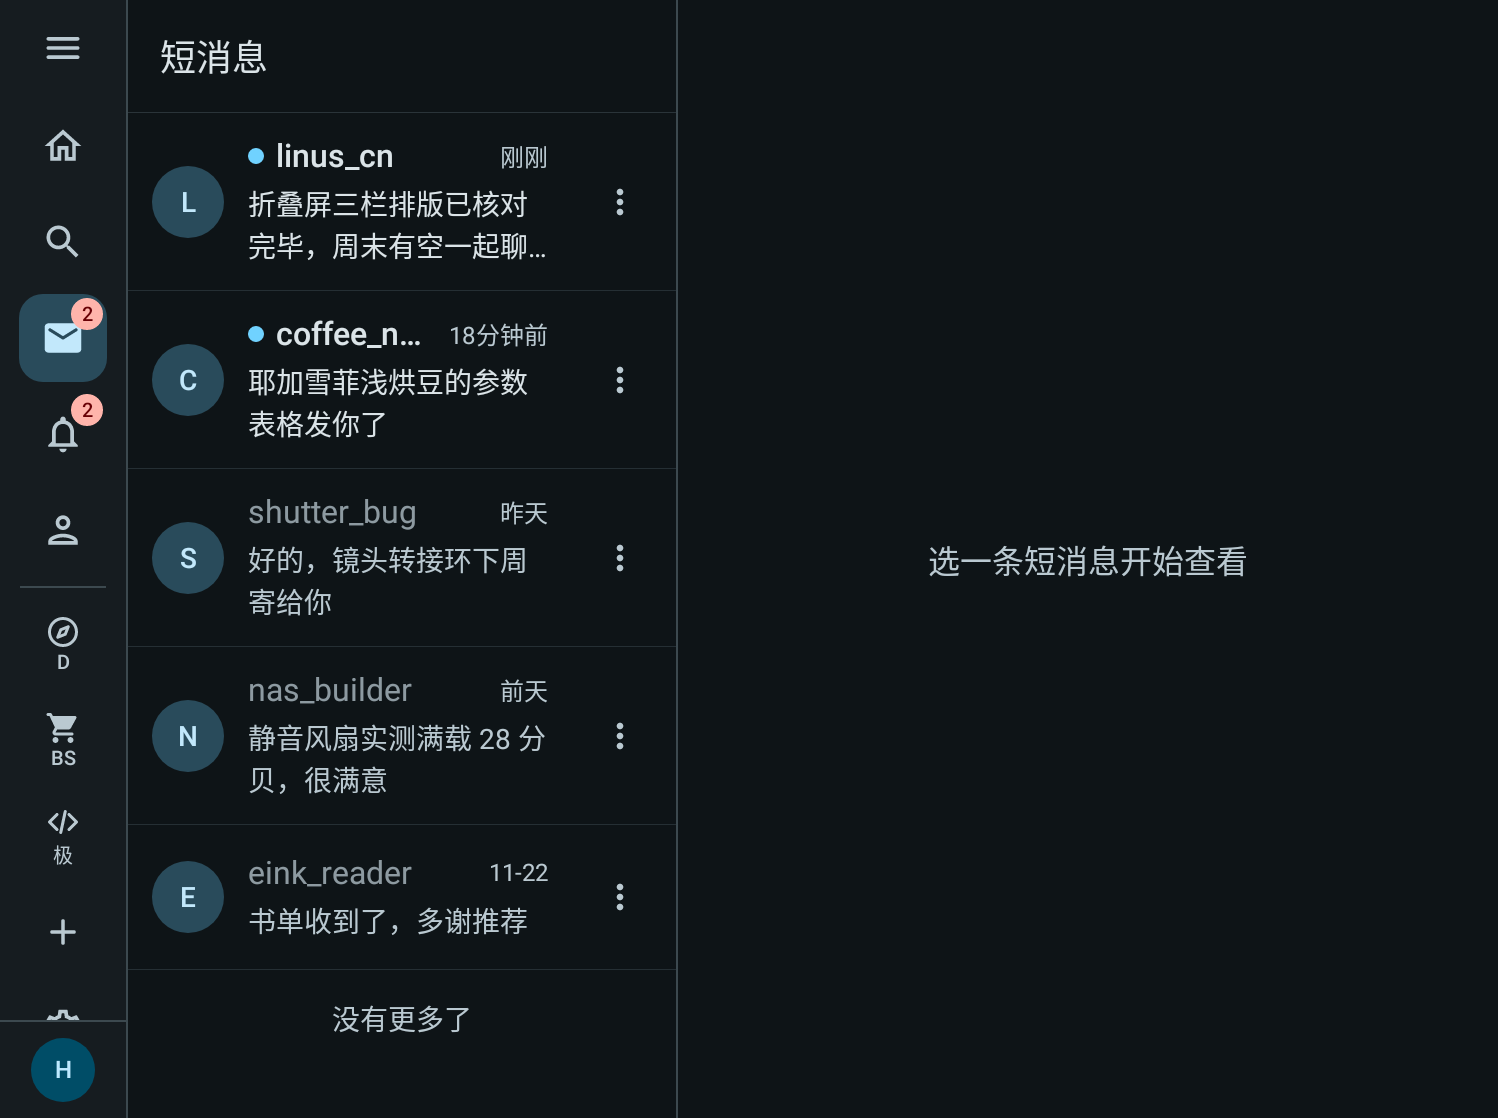 短消息
2
2
D
BS
极
H
L
linus_cn
刚刚
折叠屏三栏排版已核对
完毕，周末有空一起聊...
C
coffee_n...
18分钟前
耶加雪菲浅烘豆的参数
表格发你了
S
shutter_bug
昨天
好的，镜头转接环下周
寄给你
N
nas_builder
前天
静音风扇实测满载 28 分
贝，很满意
E
eink_reader
11-22
书单收到了，多谢推荐
没有更多了
选一条短消息开始查看